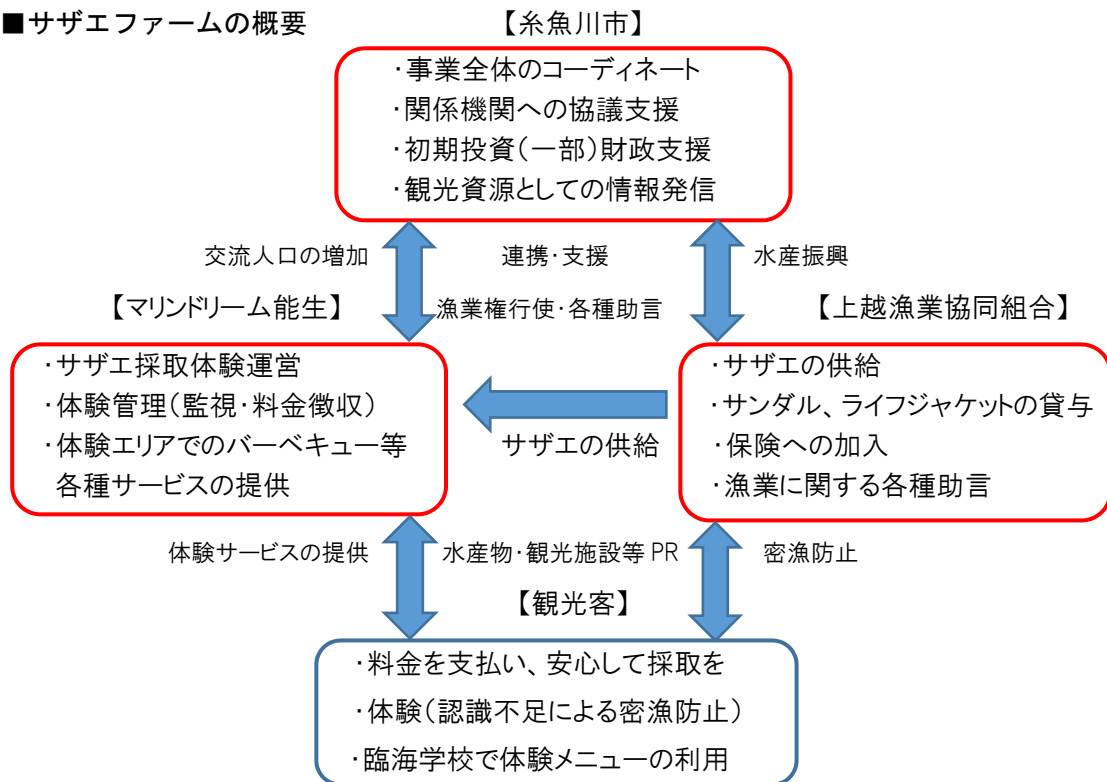 ■サザエファームの概要
【糸魚川市】
・事業全体のコーディネート
・関係機関への協議支援
・初期投資(一部)財政支援
・観光資源としての情報発信
交流人口の増加
連携・支援
水産振興
【マリンドリーム能生】
漁業権行使・各種助言
【上越漁業協同組合】
・サザエ採取体験運営
・体験管理(監視・料金徴収)
・体験エリアでのバーベキュー等
各種サービスの提供
サザエの供給
・サザエの供給
・サンダル、ライフジャケットの貸与
・保険への加入
・漁業に関する各種助言
体験サービスの提供
水産物・観光施設等 PR
密漁防止
【観光客】
・料金を支払い、安心して採取を
・体験(認識不足による密漁防止)
・臨海学校で体験メニューの利用